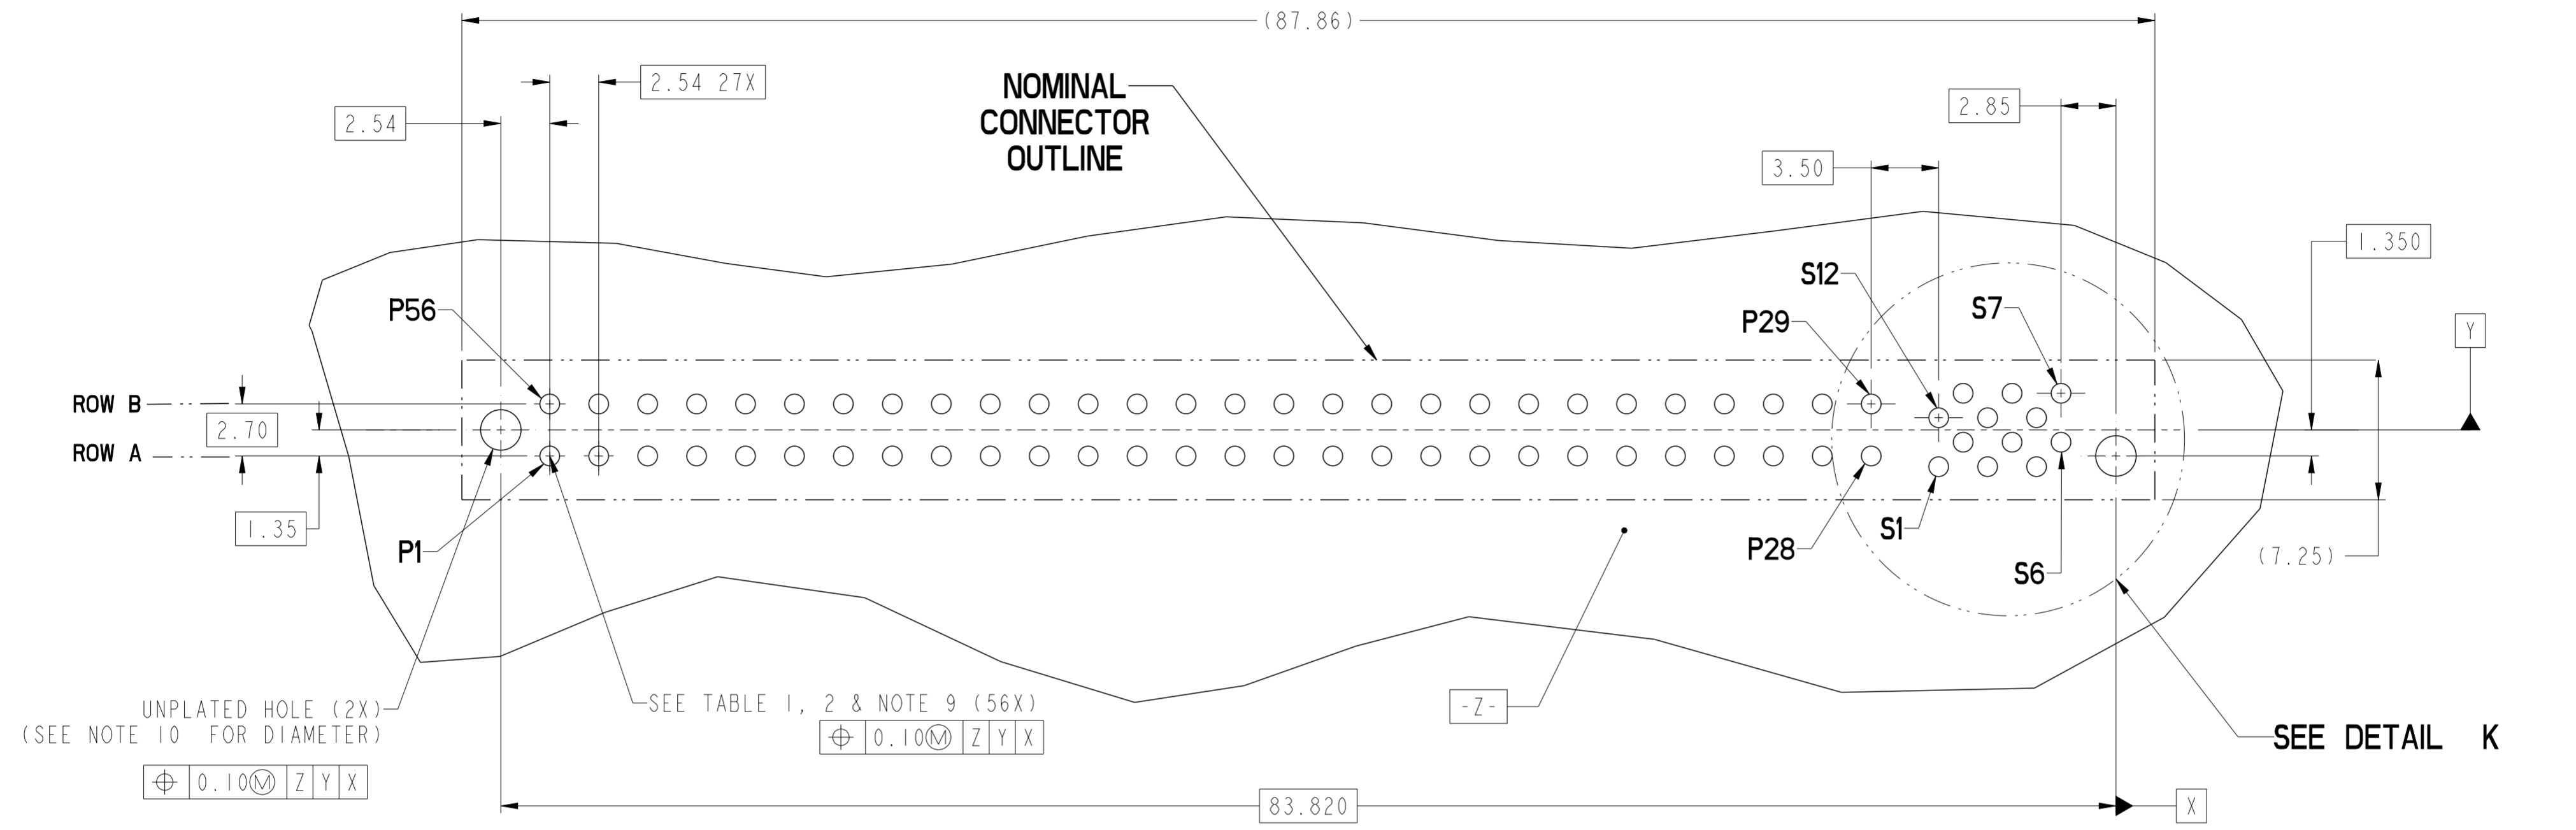 (87.86)
2.54 27X
2.54
NOMINAL
CONNECTOR
OUTLINE
2.85
3.50
1.350
Y
S12
S7
P56
P29
ROW B
2.70
ROW A
1.35
P1
P28
S1
S6
(7.25)
-Z-
UNPLATED HOLE (2X)
(SEE NOTE 10 FOR DIAMETER)
⌖ 0.10Ⓜ Z Y X
SEE TABLE 1, 2 & NOTE 9 (56X)
⌖ 0.10Ⓜ Z Y X
SEE DETAIL K
83.820
X